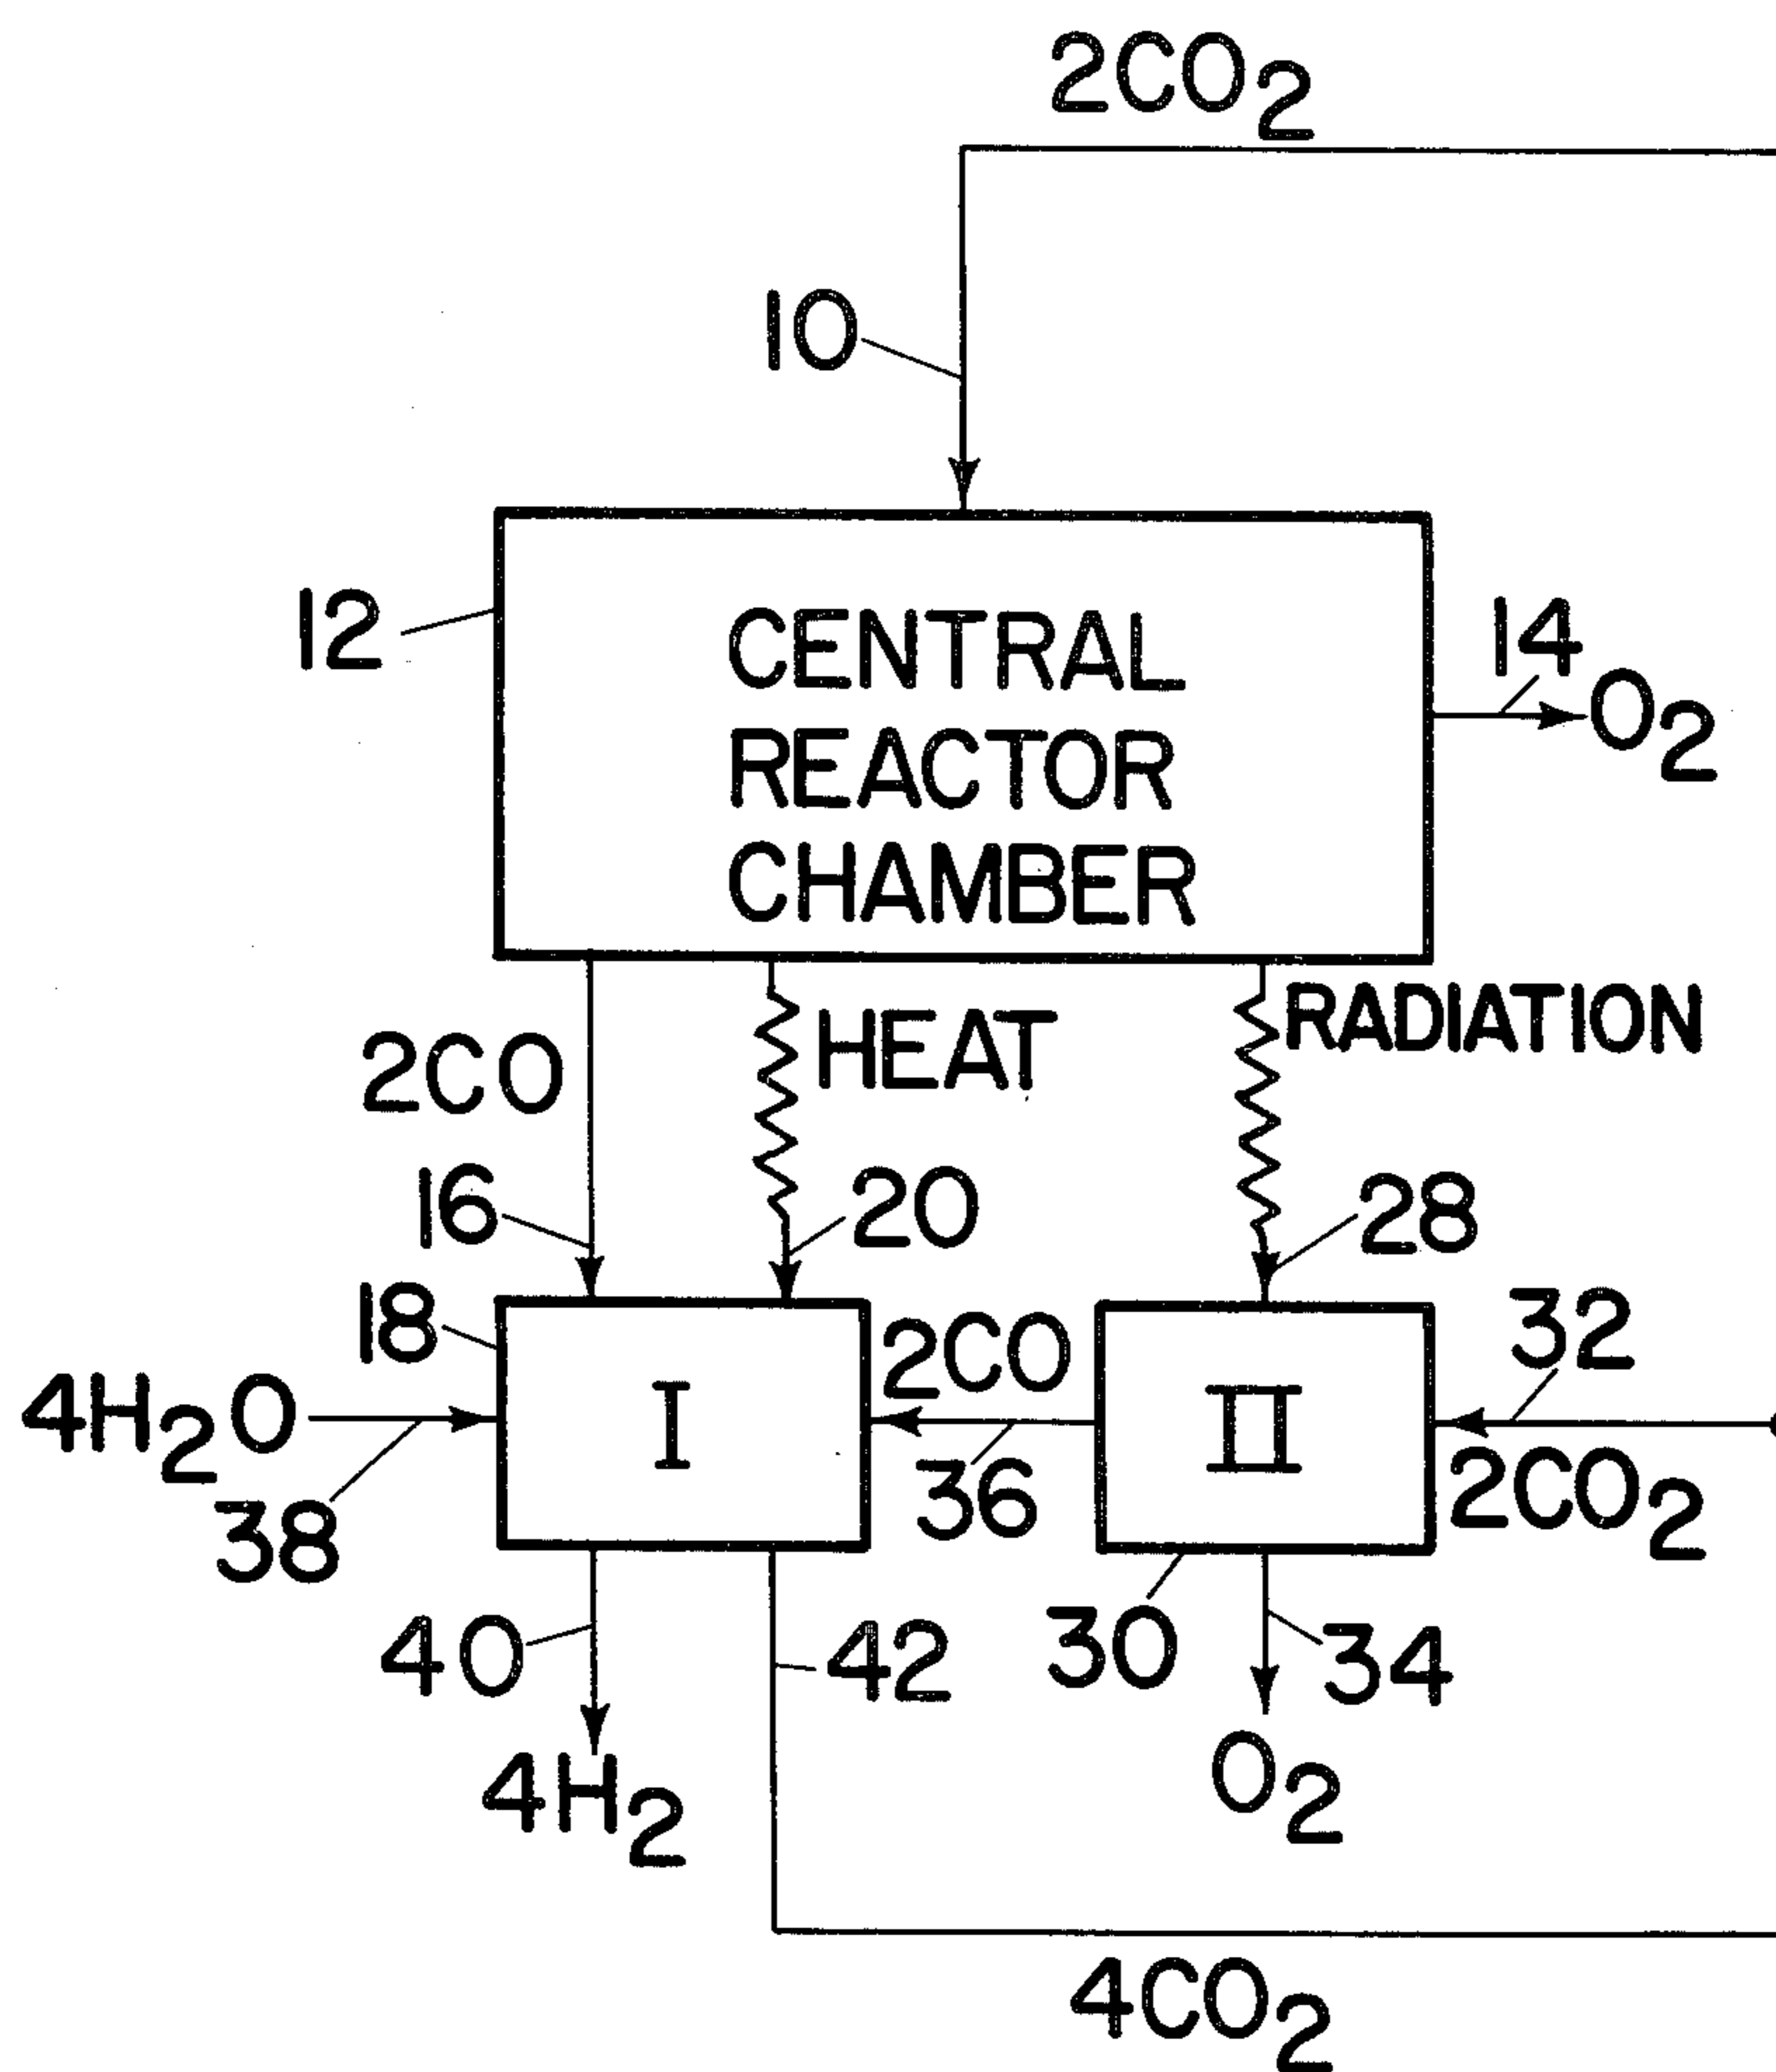 2CO2
10
12
CENTRAL
REACTOR
CHAMBER
14
O2
2CO
HEAT
RADIATION
16
20
28
18
2CO
32
4H2O
I
II
38
36
2CO2
40
42
30
34
4H2
O2
4CO2